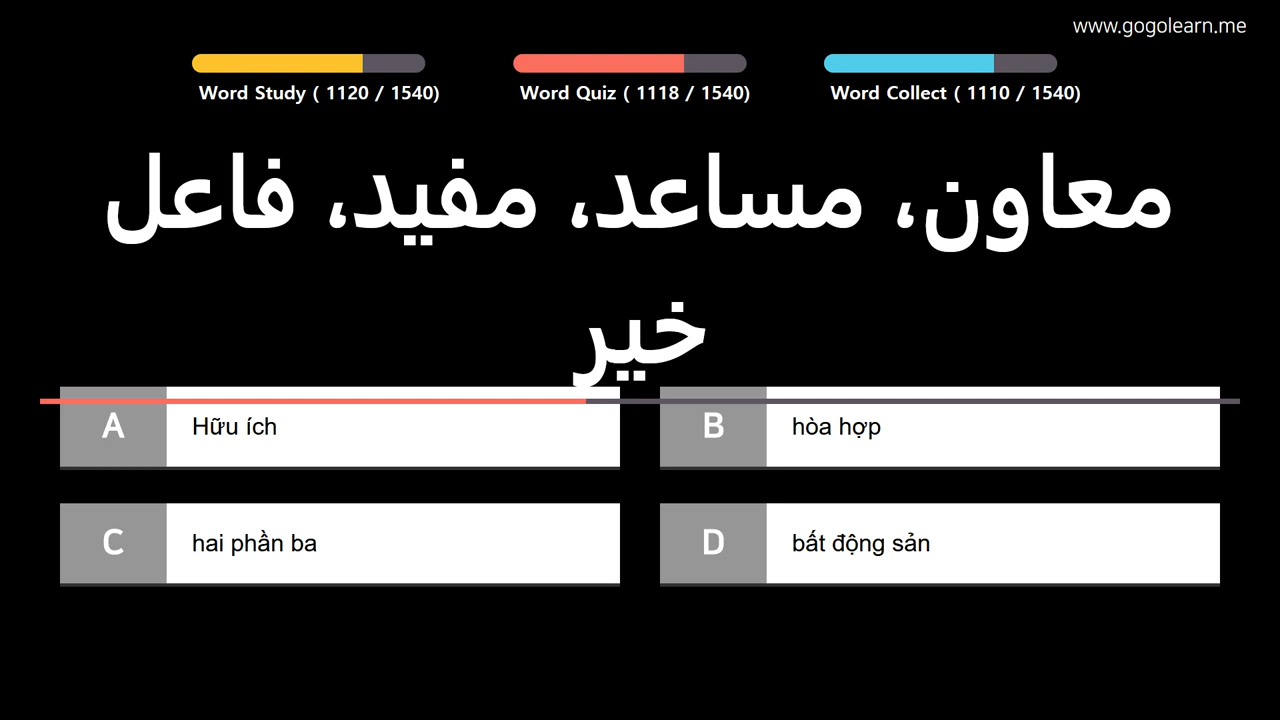 www.gogolearn.me
Word Study ( 1120 / 1540)
Word Quiz ( 1118 / 1540)
Word Collect ( 1110 / 1540)
معاون، مساعد، مفيد، فاعل
خير
A
Hữu ích
B
hòa hợp
C
hai phần ba
D
bất động sản